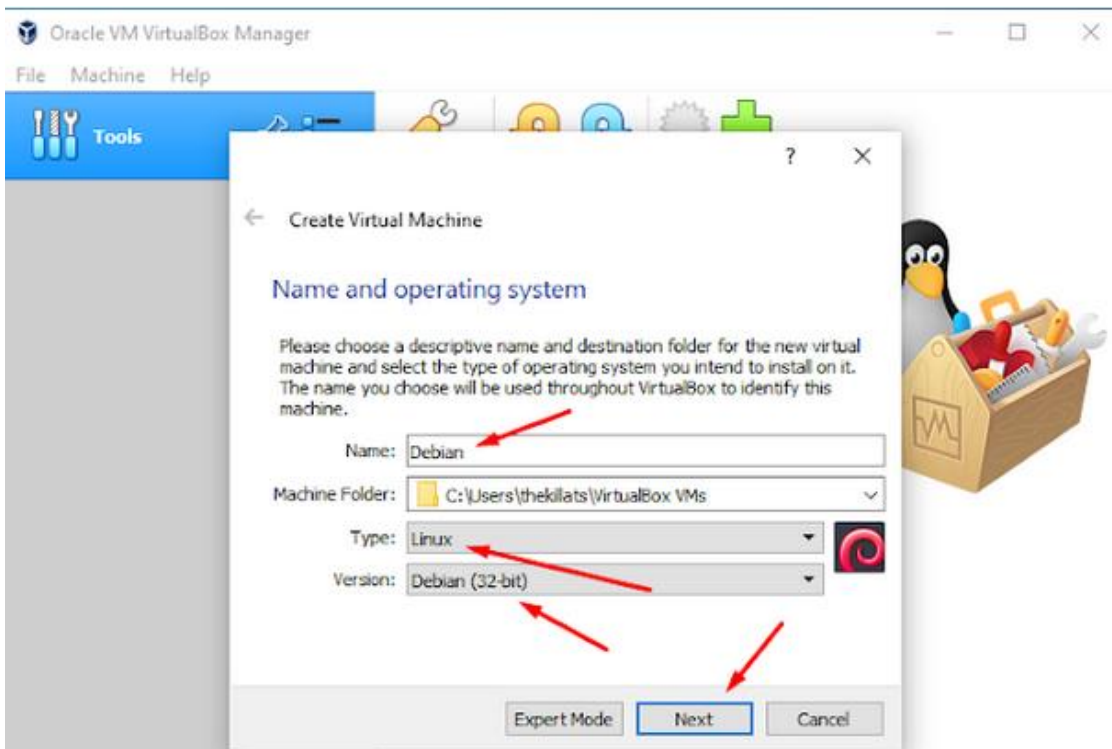 Oracle VM VirtualBox Manager
File Machine Help
Tools
?
Create Virtual Machine
Name and operating system
Please choose a descriptive name and destination folder for the new virtual
machine and select the type of operating system you intend to install on it.
The name you choose will be used throughout VirtualBox to identify this
machine.
Name: Debian
Machine Folder: C:\Users\thekillats\VirtualBox VMs
Type: Linux
Version: Debian (32-bit)
Expert Mode Next Cancel